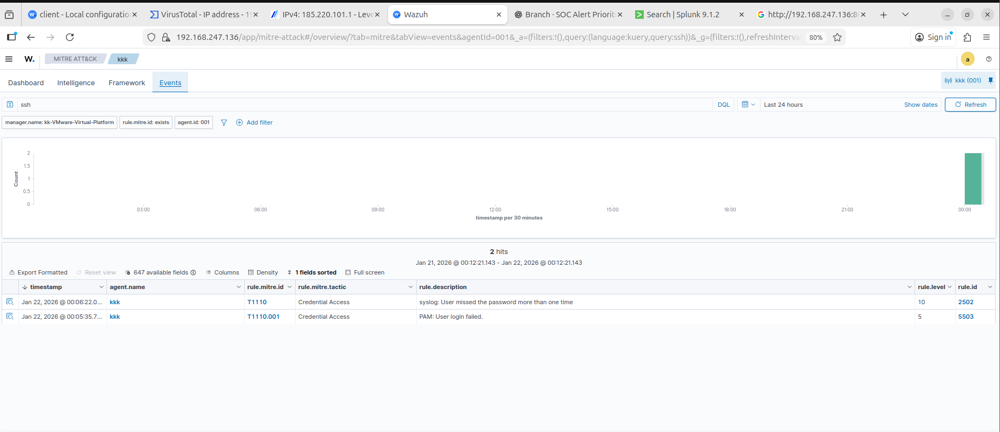 client - Local configuratio
VirusTotal - IP address - 1
IPv4: 185.220.101.1 - Leve
Wazuh
Branch · SOC Alert Priorit
Search | Splunk 9.1.2
http://192.168.247.136:8
192.168.247.136/app/mitre-attack#/overview/?tab=mitre&tabView=events&agentId=001&_a=(filters:!(),query:(language:kuery,query:ssh))&_g=(filters:!(),refreshInterva
80%
Sign in
W.
MITRE ATT&CK
kkk
a
Dashboard
Intelligence
Framework
Events
kkk (001)
ssh
DQL
Last 24 hours
Show dates
Refresh
manager.name: kk-VMware-Virtual-Platform
rule.mitre.id: exists
agent.id: 001
Add filter
2
1.5
1
0.5
0
Count
03:00 06:00 09:00 12:00 15:00 18:00 21:00 00:00
timestamp per 30 minutes
2 hits
Jan 21, 2026 @ 00:12:21.143 - Jan 22, 2026 @ 00:12:21.143
Export Formatted Reset view 647 available fields Columns Density 1 fields sorted Full screen
timestamp agent.name rule.mitre.id rule.mitre.tactic rule.description rule.level rule.id
Jan 22, 2026 @ 00:06:22.0... kkk T1110 Credential Access syslog: User missed the password more than one time 10 2502
Jan 22, 2026 @ 00:05:35.7... kkk T1110.001 Credential Access PAM: User login failed. 5 5503